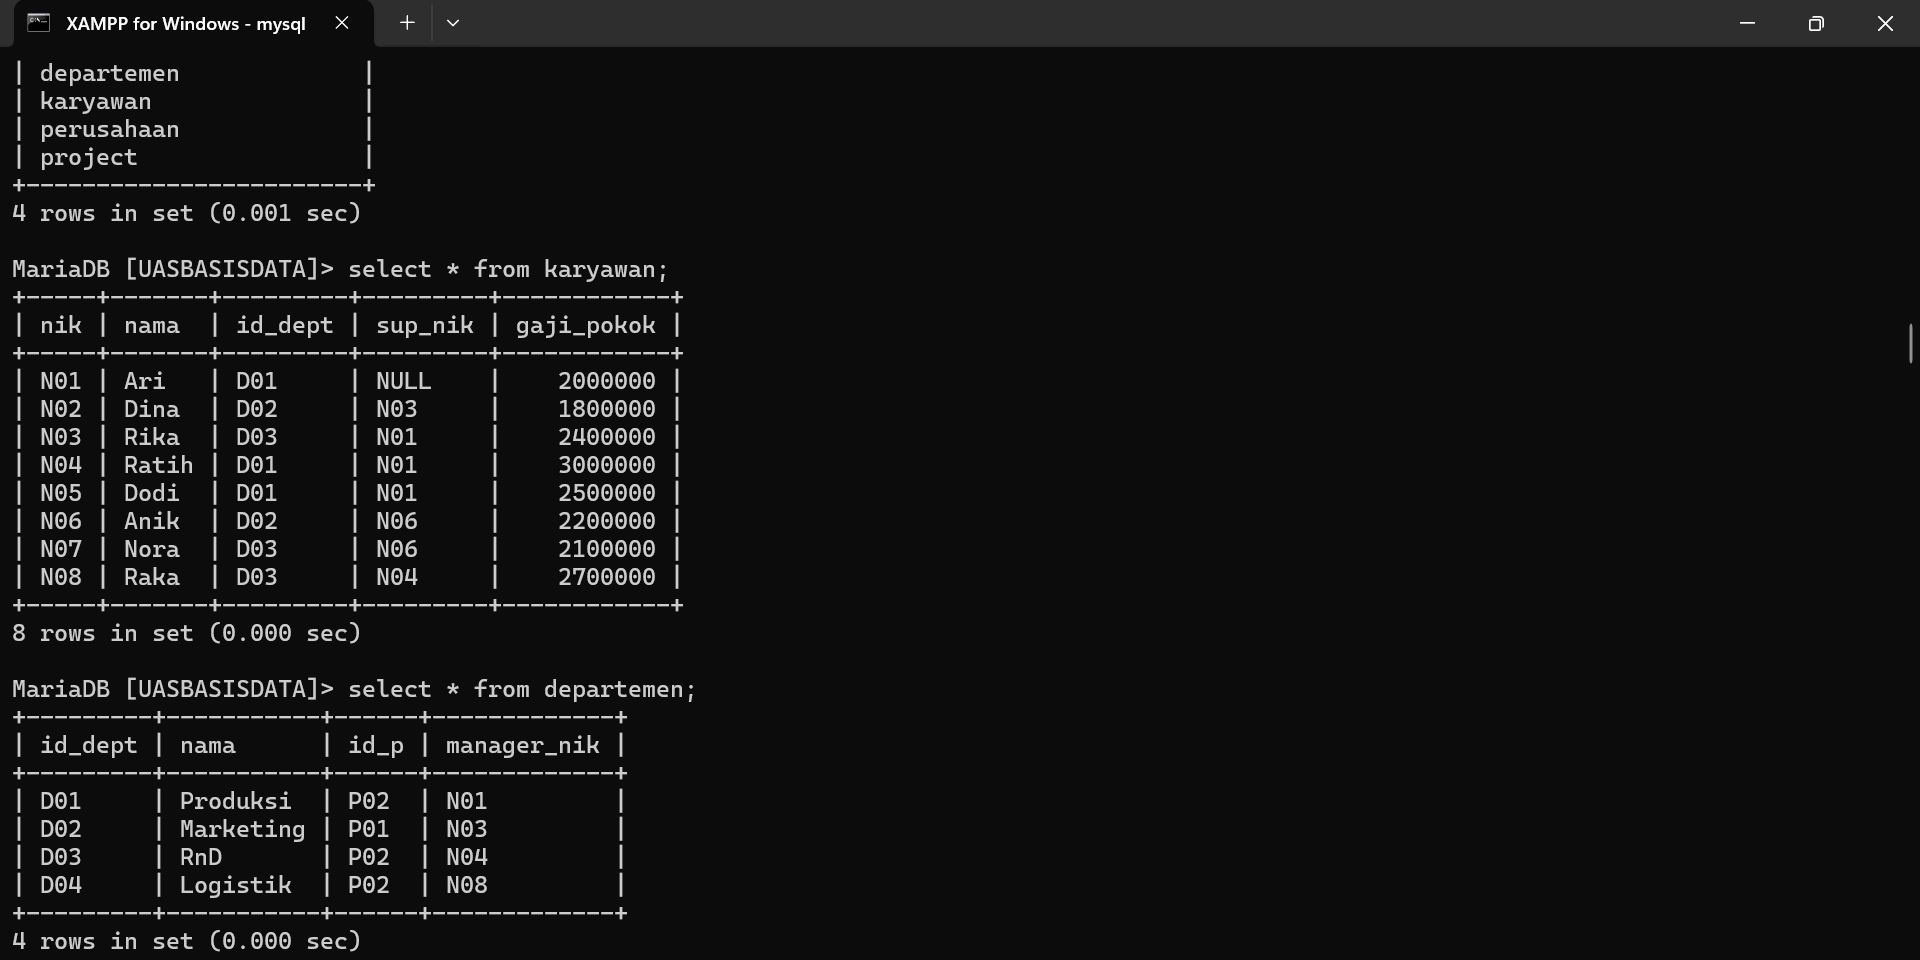 XAMPP for Windows - mysql
| departemen             |
| karyawan               |
| perusahaan             |
| project                |
+------------------------+
4 rows in set (0.001 sec)
MariaDB [UASBASISDATA]> select * from karyawan;
+-----+-------+---------+---------+------------+
| nik | nama  | id_dept | sup_nik | gaji_pokok |
+-----+-------+---------+---------+------------+
| N01 | Ari   | D01     | NULL    |    2000000 |
| N02 | Dina  | D02     | N03     |    1800000 |
| N03 | Rika  | D03     | N01     |    2400000 |
| N04 | Ratih | D01     | N01     |    3000000 |
| N05 | Dodi  | D01     | N01     |    2500000 |
| N06 | Anik  | D02     | N06     |    2200000 |
| N07 | Nora  | D03     | N06     |    2100000 |
| N08 | Raka  | D03     | N04     |    2700000 |
+-----+-------+---------+---------+------------+
8 rows in set (0.000 sec)
MariaDB [UASBASISDATA]> select * from departemen;
+---------+-----------+------+-------------+
| id_dept | nama      | id_p | manager_nik |
+---------+-----------+------+-------------+
| D01     | Produksi  | P02  | N01         |
| D02     | Marketing | P01  | N03         |
| D03     | RnD       | P02  | N04         |
| D04     | Logistik  | P02  | N08         |
+---------+-----------+------+-------------+
4 rows in set (0.000 sec)